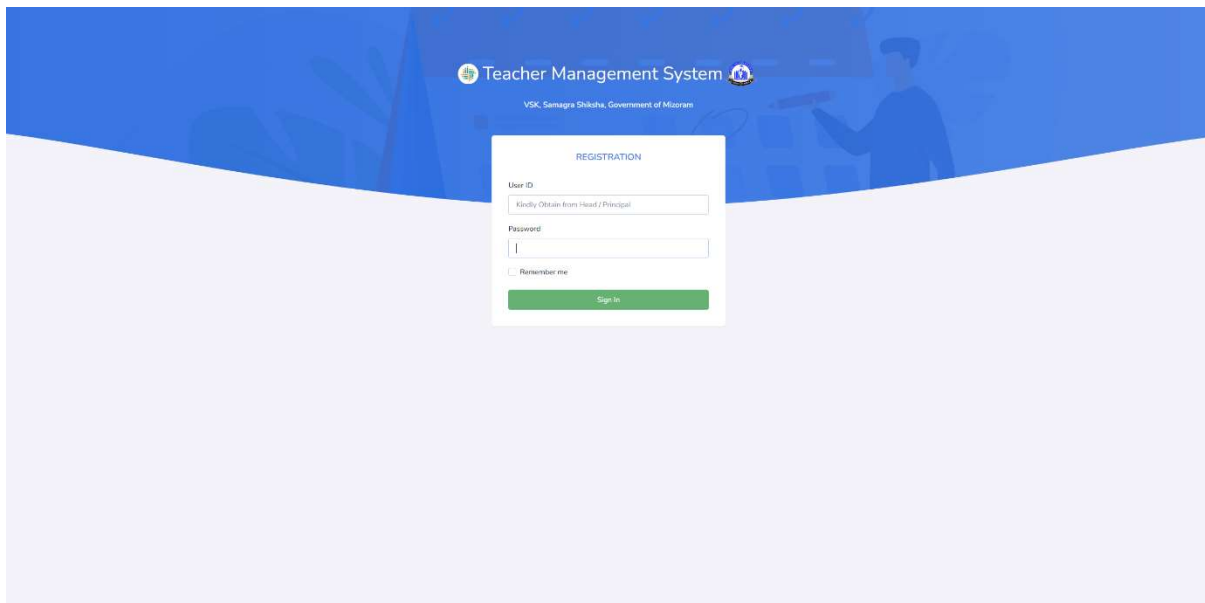 Teacher Management System
VSK, Samagra Shiksha, Government of Mizoram
REGISTRATION
User ID
Kindly Obtain from Head / Principal
Password
Remember me
Sign In